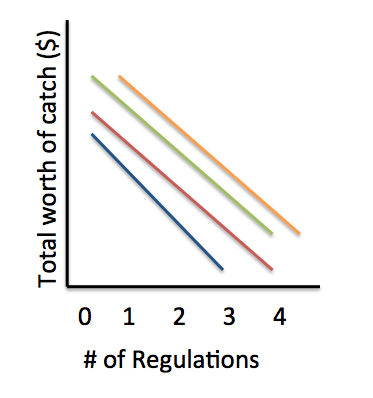 Total worth of catch ($)
0 1 2 3 4
# of Regulations